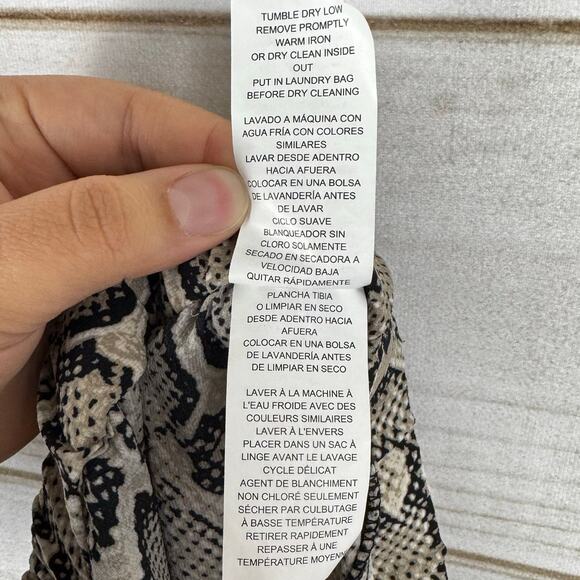 TUMBLE DRY LOW
REMOVE PROMPTLY
WARM IRON
OR DRY CLEAN INSIDE
OUT
PUT IN LAUNDRY BAG
BEFORE DRY CLEANING
LAVADO A MÁQUINA CON
AGUA FRÍA CON COLORES
SIMILARES
LAVAR DESDE ADENTRO
HACIA AFUERA
COLOCAR EN UNA BOLSA
DE LAVANDERÍA ANTES
DE LAVAR
CICLO SUAVE
BLANQUEADOR SIN
CLORO SOLAMENTE
SECADO EN SECADORA A
VELOCIDAD BAJA
QUITAR RÁPIDAMENTE
PLANCHA TIBIA
O LIMPIAR EN SECO
DESDE ADENTRO HACIA
AFUERA
COLOCAR EN UNA BOLSA
DE LAVANDERÍA ANTES
DE LIMPIAR EN SECO
LAVER À LA MACHINE À
L'EAU FROIDE AVEC DES
COULEURS SIMILAIRES
LAVER À L'ENVERS
PLACER DANS UN SAC À
LINGE AVANT LE LAVAGE
CYCLE DÉLICAT
AGENT DE BLANCHIMENT
NON CHLORÉ SEULEMENT
SÉCHER PAR CULBUTAGE
À BASSE TEMPÉRATURE
RETIRER RAPIDEMENT
REPASSER À UNE
TEMPÉRATURE MOYENNE